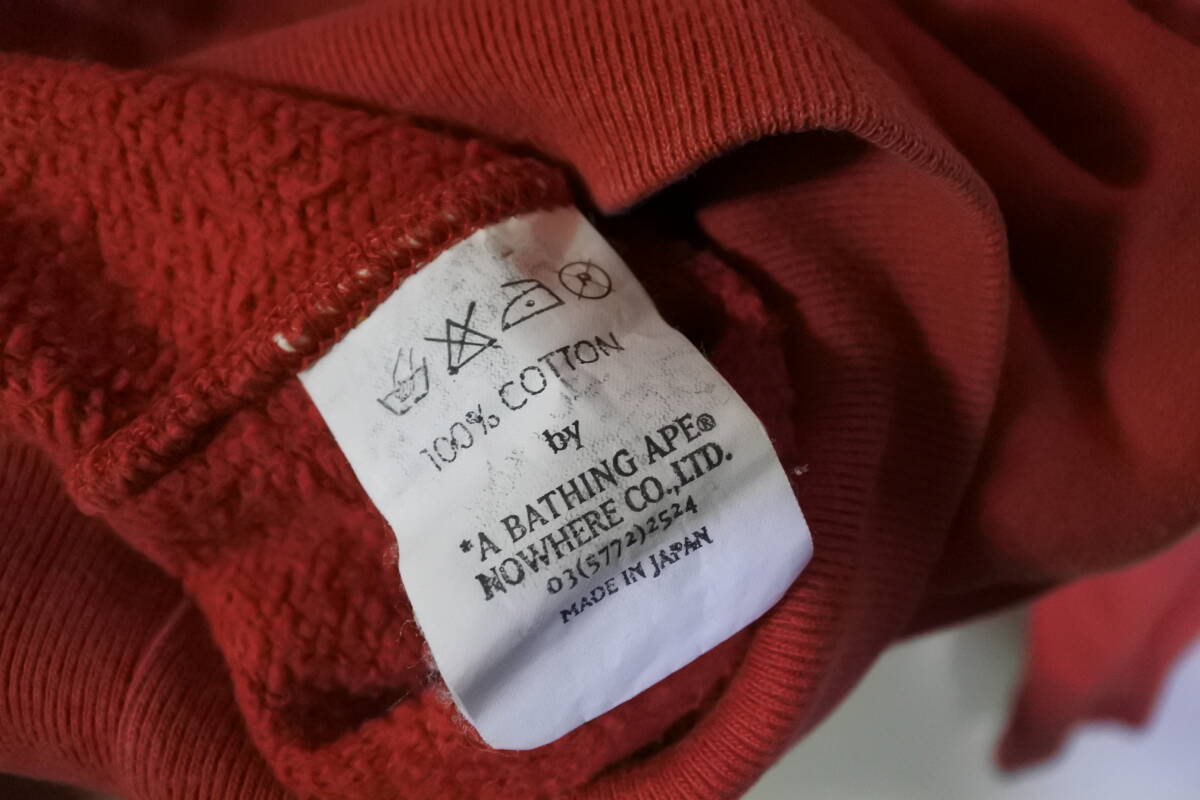 100% COTTON
by
*A BATHING APE®
NOWHERE CO.,LTD.
03(5772)2524
MADE IN JAPAN